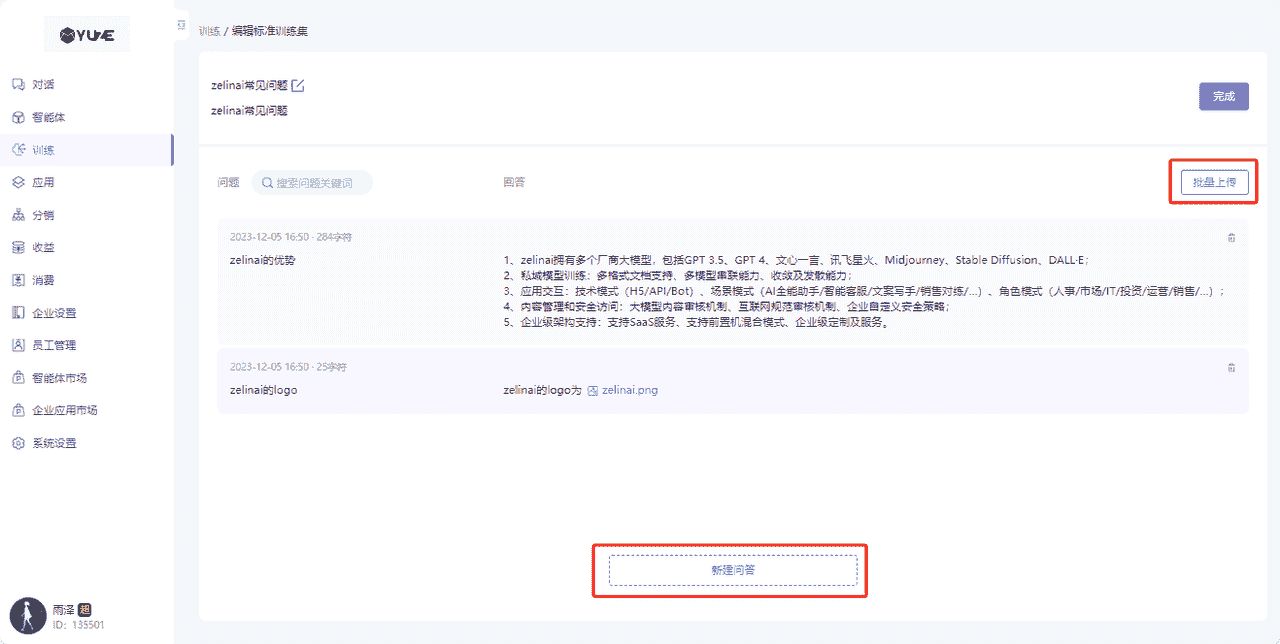 YUZE
训练 / 编辑标准训练集
对话
智能体
训练
应用
分销
收益
消费
企业设置
员工管理
智能体市场
企业应用市场
系统设置
雨泽 超
ID: 135501
zelinai常见问题
zelinai常见问题
完成
问题 搜索问题关键词 回答 批量上传
2023-12-05 16:50 · 284字符
zelinai的优势
1、zelinai拥有多个厂商大模型，包括GPT 3.5、GPT 4、文心一言、讯飞星火、Midjourney、Stable Diffusion、DALL·E；
2、私域模型训练：多格式文档支持、多模型串联能力、收敛及发散能力；
3、应用交互：技术模式（H5/API/Bot）、场景模式（AI全能助手/智能客服/文案写手/销售对练/...）、角色模式（人事/市场/IT/投资/运营/销售/...）；
4、内容管理和安全访问：大模型内容审核机制、互联网规范审核机制、企业自定义安全策略；
5、企业级架构支持：支持SaaS服务、支持前置机混合模式、企业级定制及服务。
2023-12-05 16:50 · 25字符
zelinai的logo
zelinai的logo为 zelinai.png
新建问答